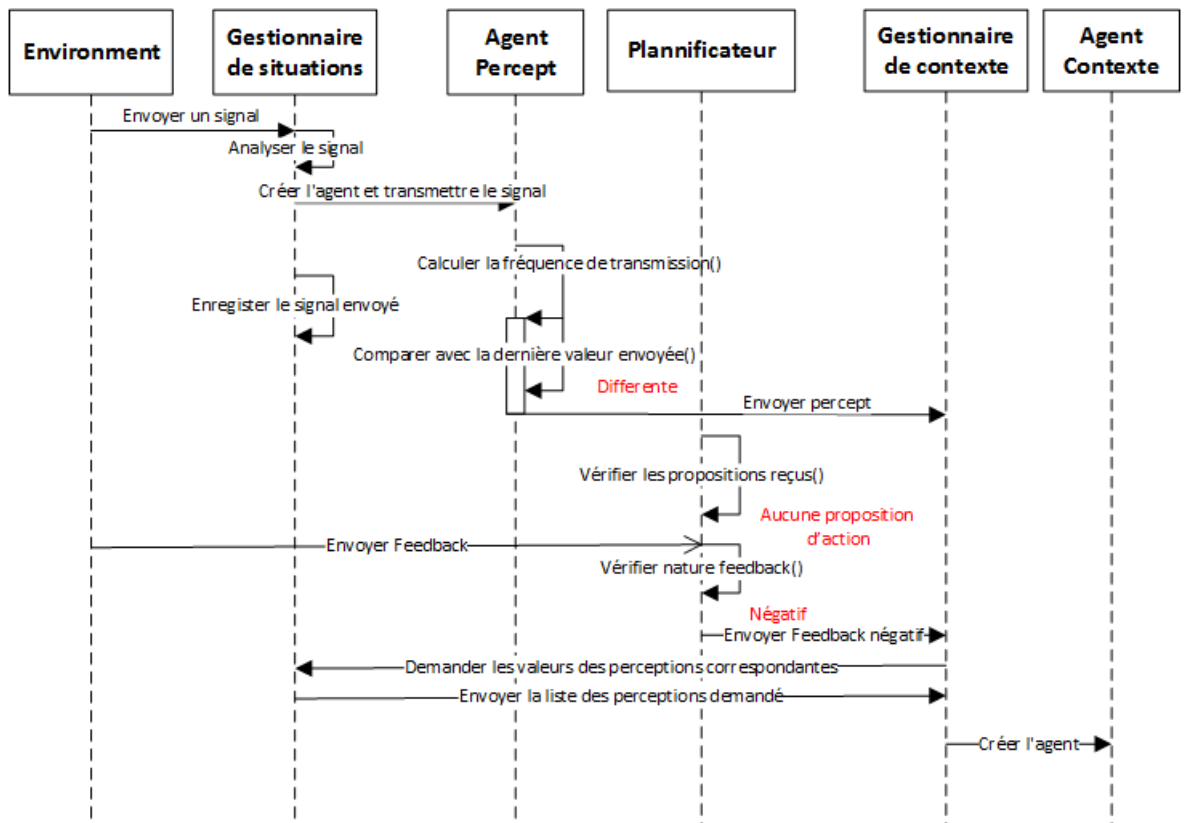 Environment
Gestionnaire
de situations
Agent
Percept
Plannificateur
Gestionnaire
de contexte
Agent
Contexte
Envoyer un signal
Analyser le signal
Créer l'agent et transmettre le signal
Calculer la fréquence de transmission()
Enregister le signal envoyé
Comparer avec la dernière valeur envoyée()
Differente
Envoyer percept
Vérifier les propositions reçus()
Aucune proposition
d'action
Envoyer Feedback
Vérifier nature feedback()
Négatif
Envoyer Feedback négatif
Demander les valeurs des perceptions correspondantes
Envoyer la liste des perceptions demandé
Créer l'agent